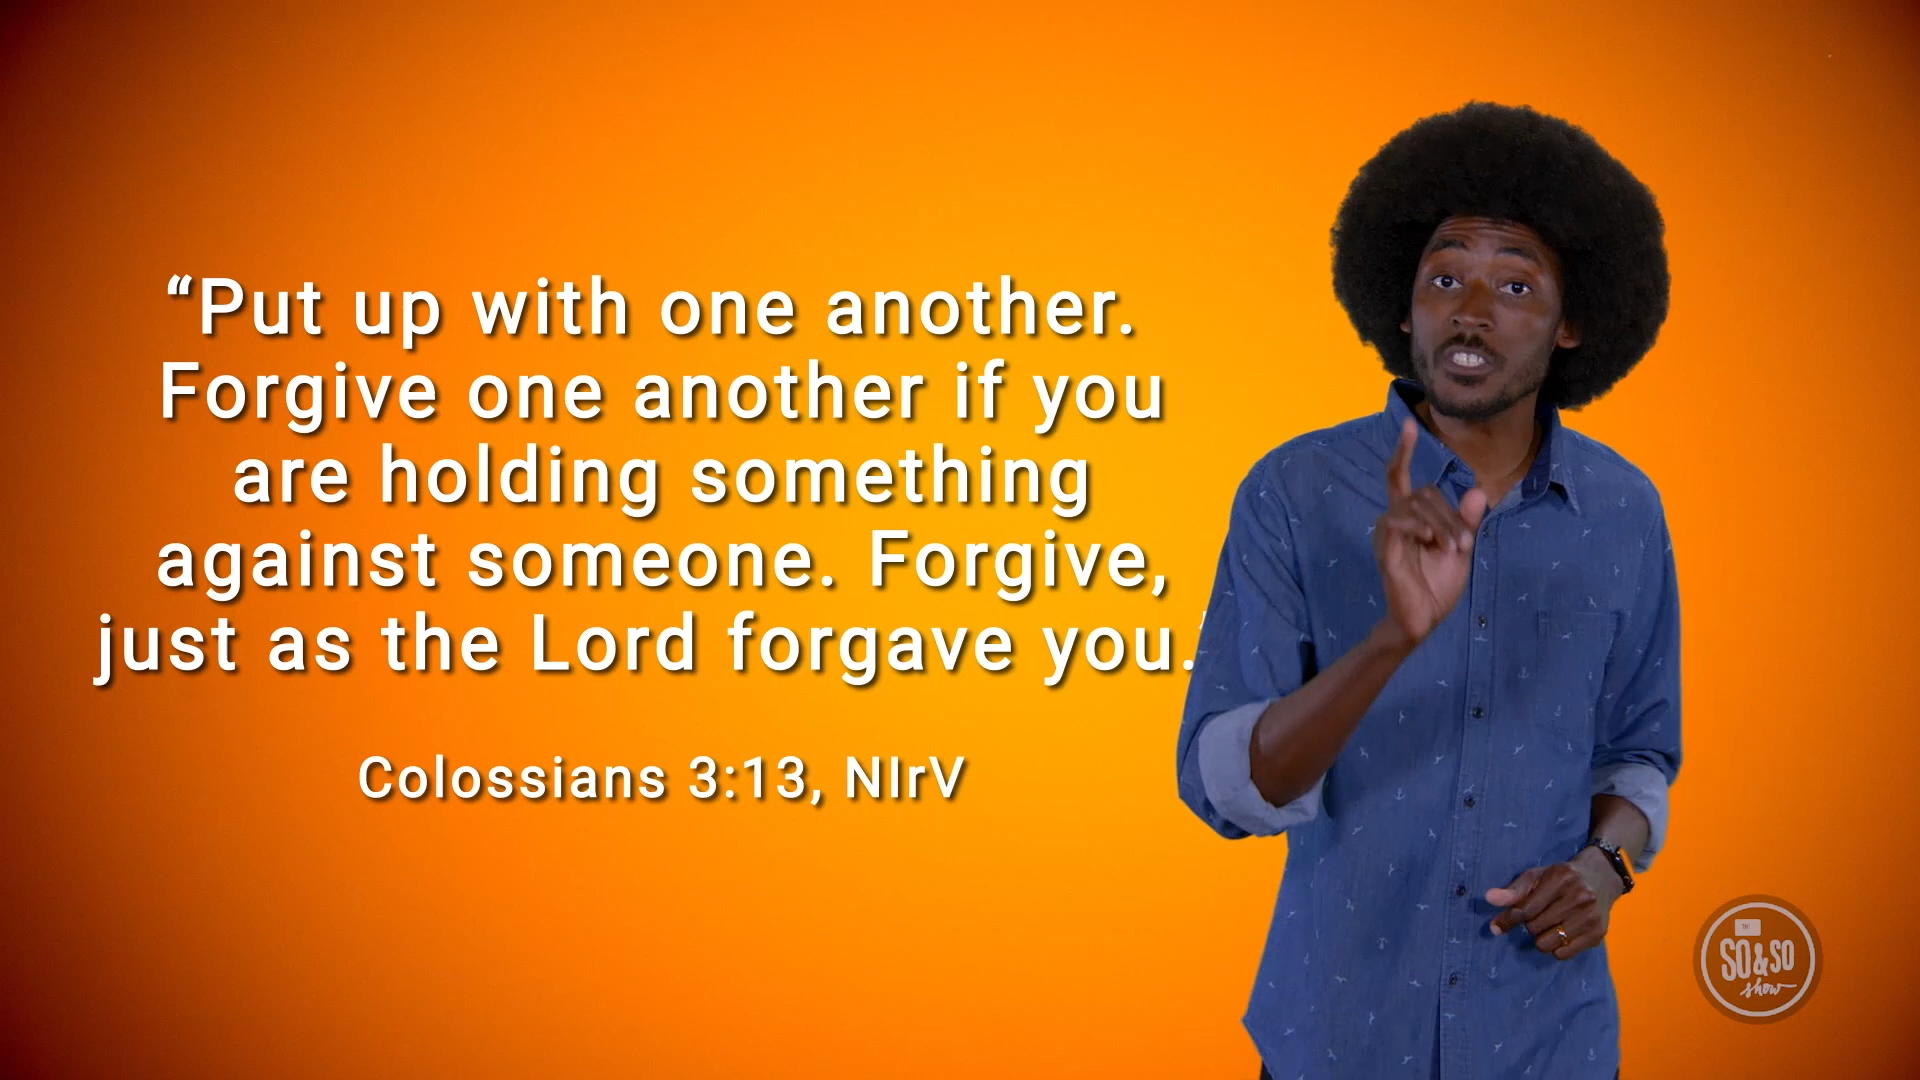 “Put up with one another.
Forgive one another if you
are holding something
against someone. Forgive,
just as the Lord forgave you.
Colossians 3:13, NIrV
THE
SO & SO
show